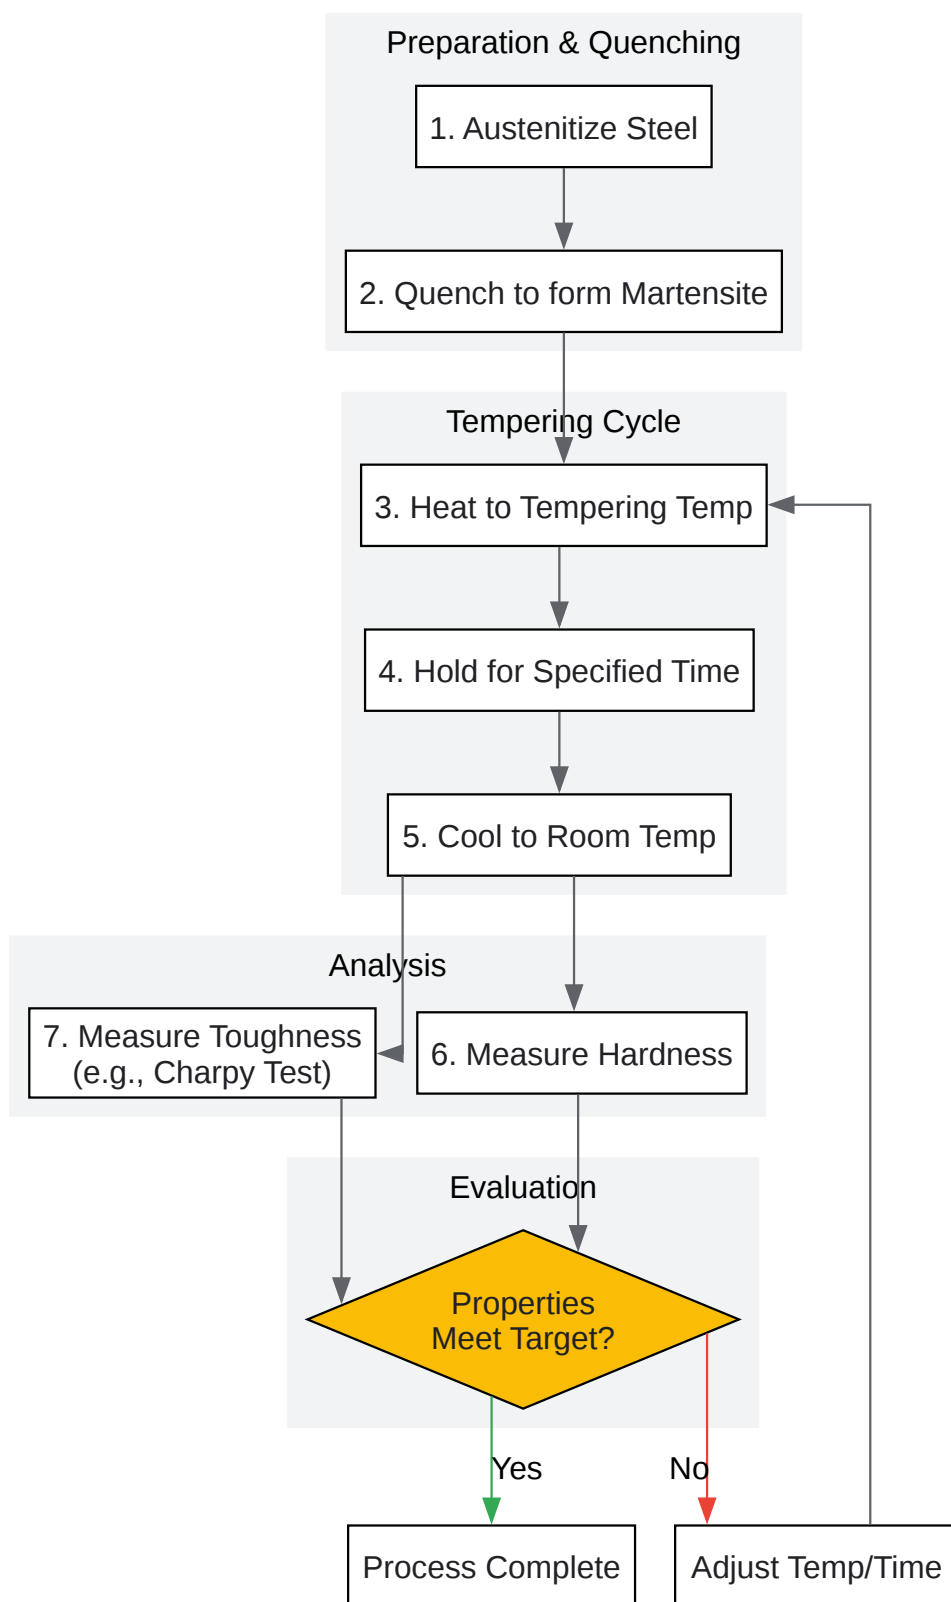 Preparation & Quenching
1. Austenitize Steel
2. Quench to form Martensite
Tempering Cycle
3. Heat to Tempering Temp
4. Hold for Specified Time
5. Cool to Room Temp
Analysis
7. Measure Toughness
(e.g., Charpy Test)
6. Measure Hardness
Evaluation
Properties
Meet Target?
Yes
No
Process Complete
Adjust Temp/Time